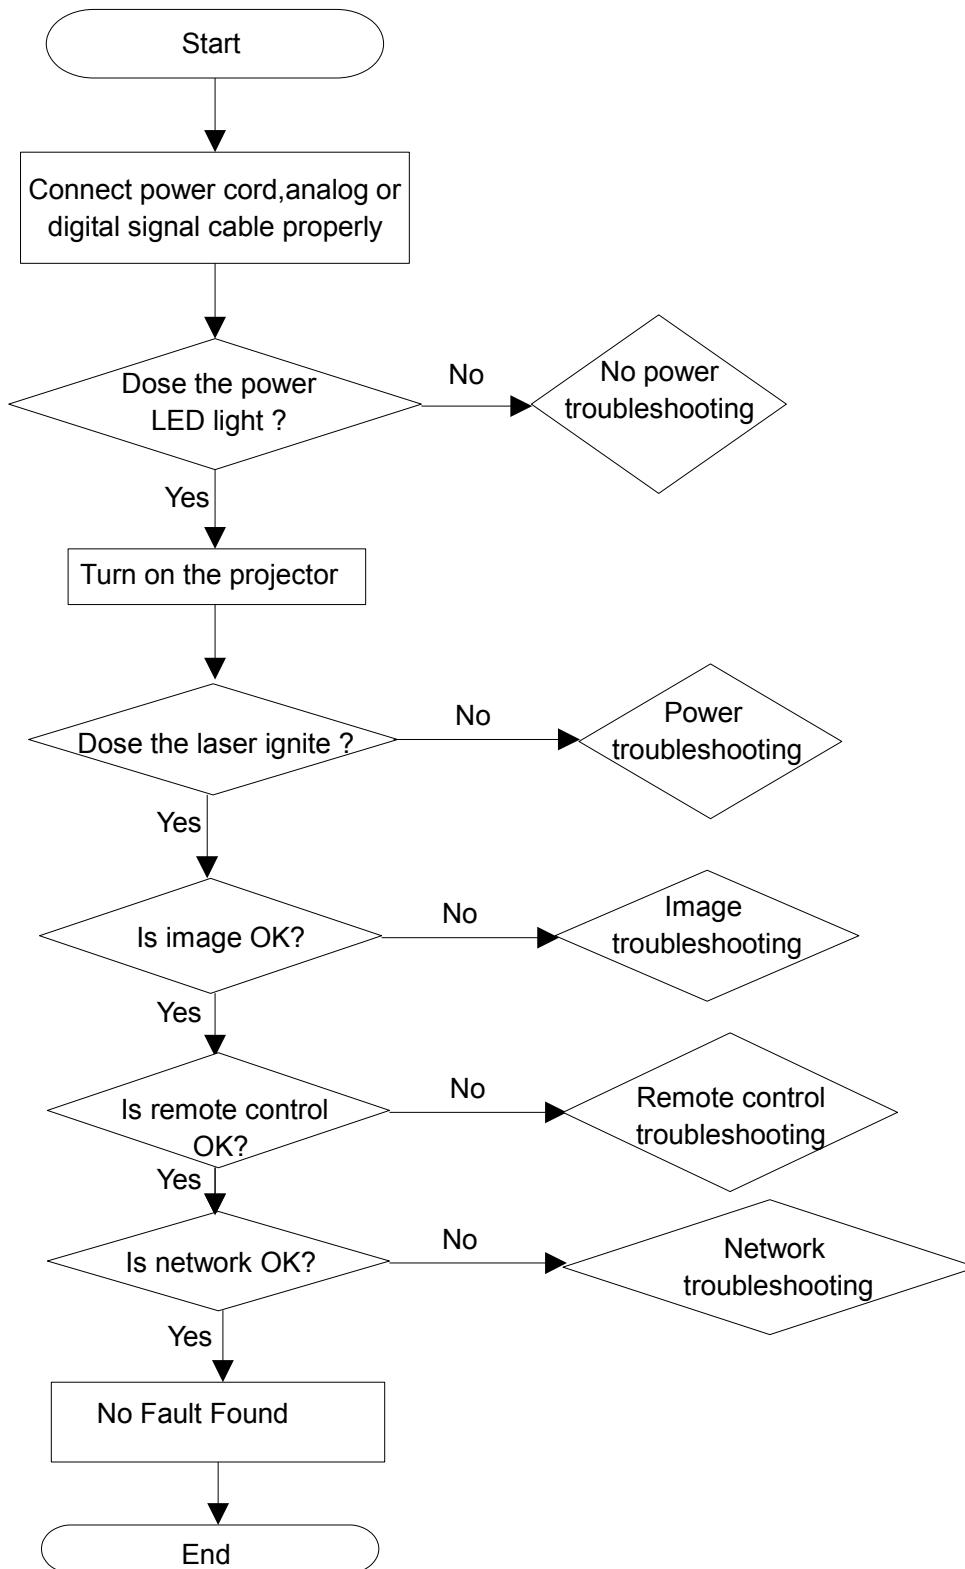 Start
Connect power cord,analog or
digital signal cable properly
Dose the power
LED light ?
No
No power
troubleshooting
Yes
Turn on the projector
Dose the laser ignite ?
No
Power
troubleshooting
Yes
Is image OK?
No
Image
troubleshooting
Yes
Is remote control
OK?
No
Remote control
troubleshooting
Yes
Is network OK?
No
Network
troubleshooting
Yes
No Fault Found
End